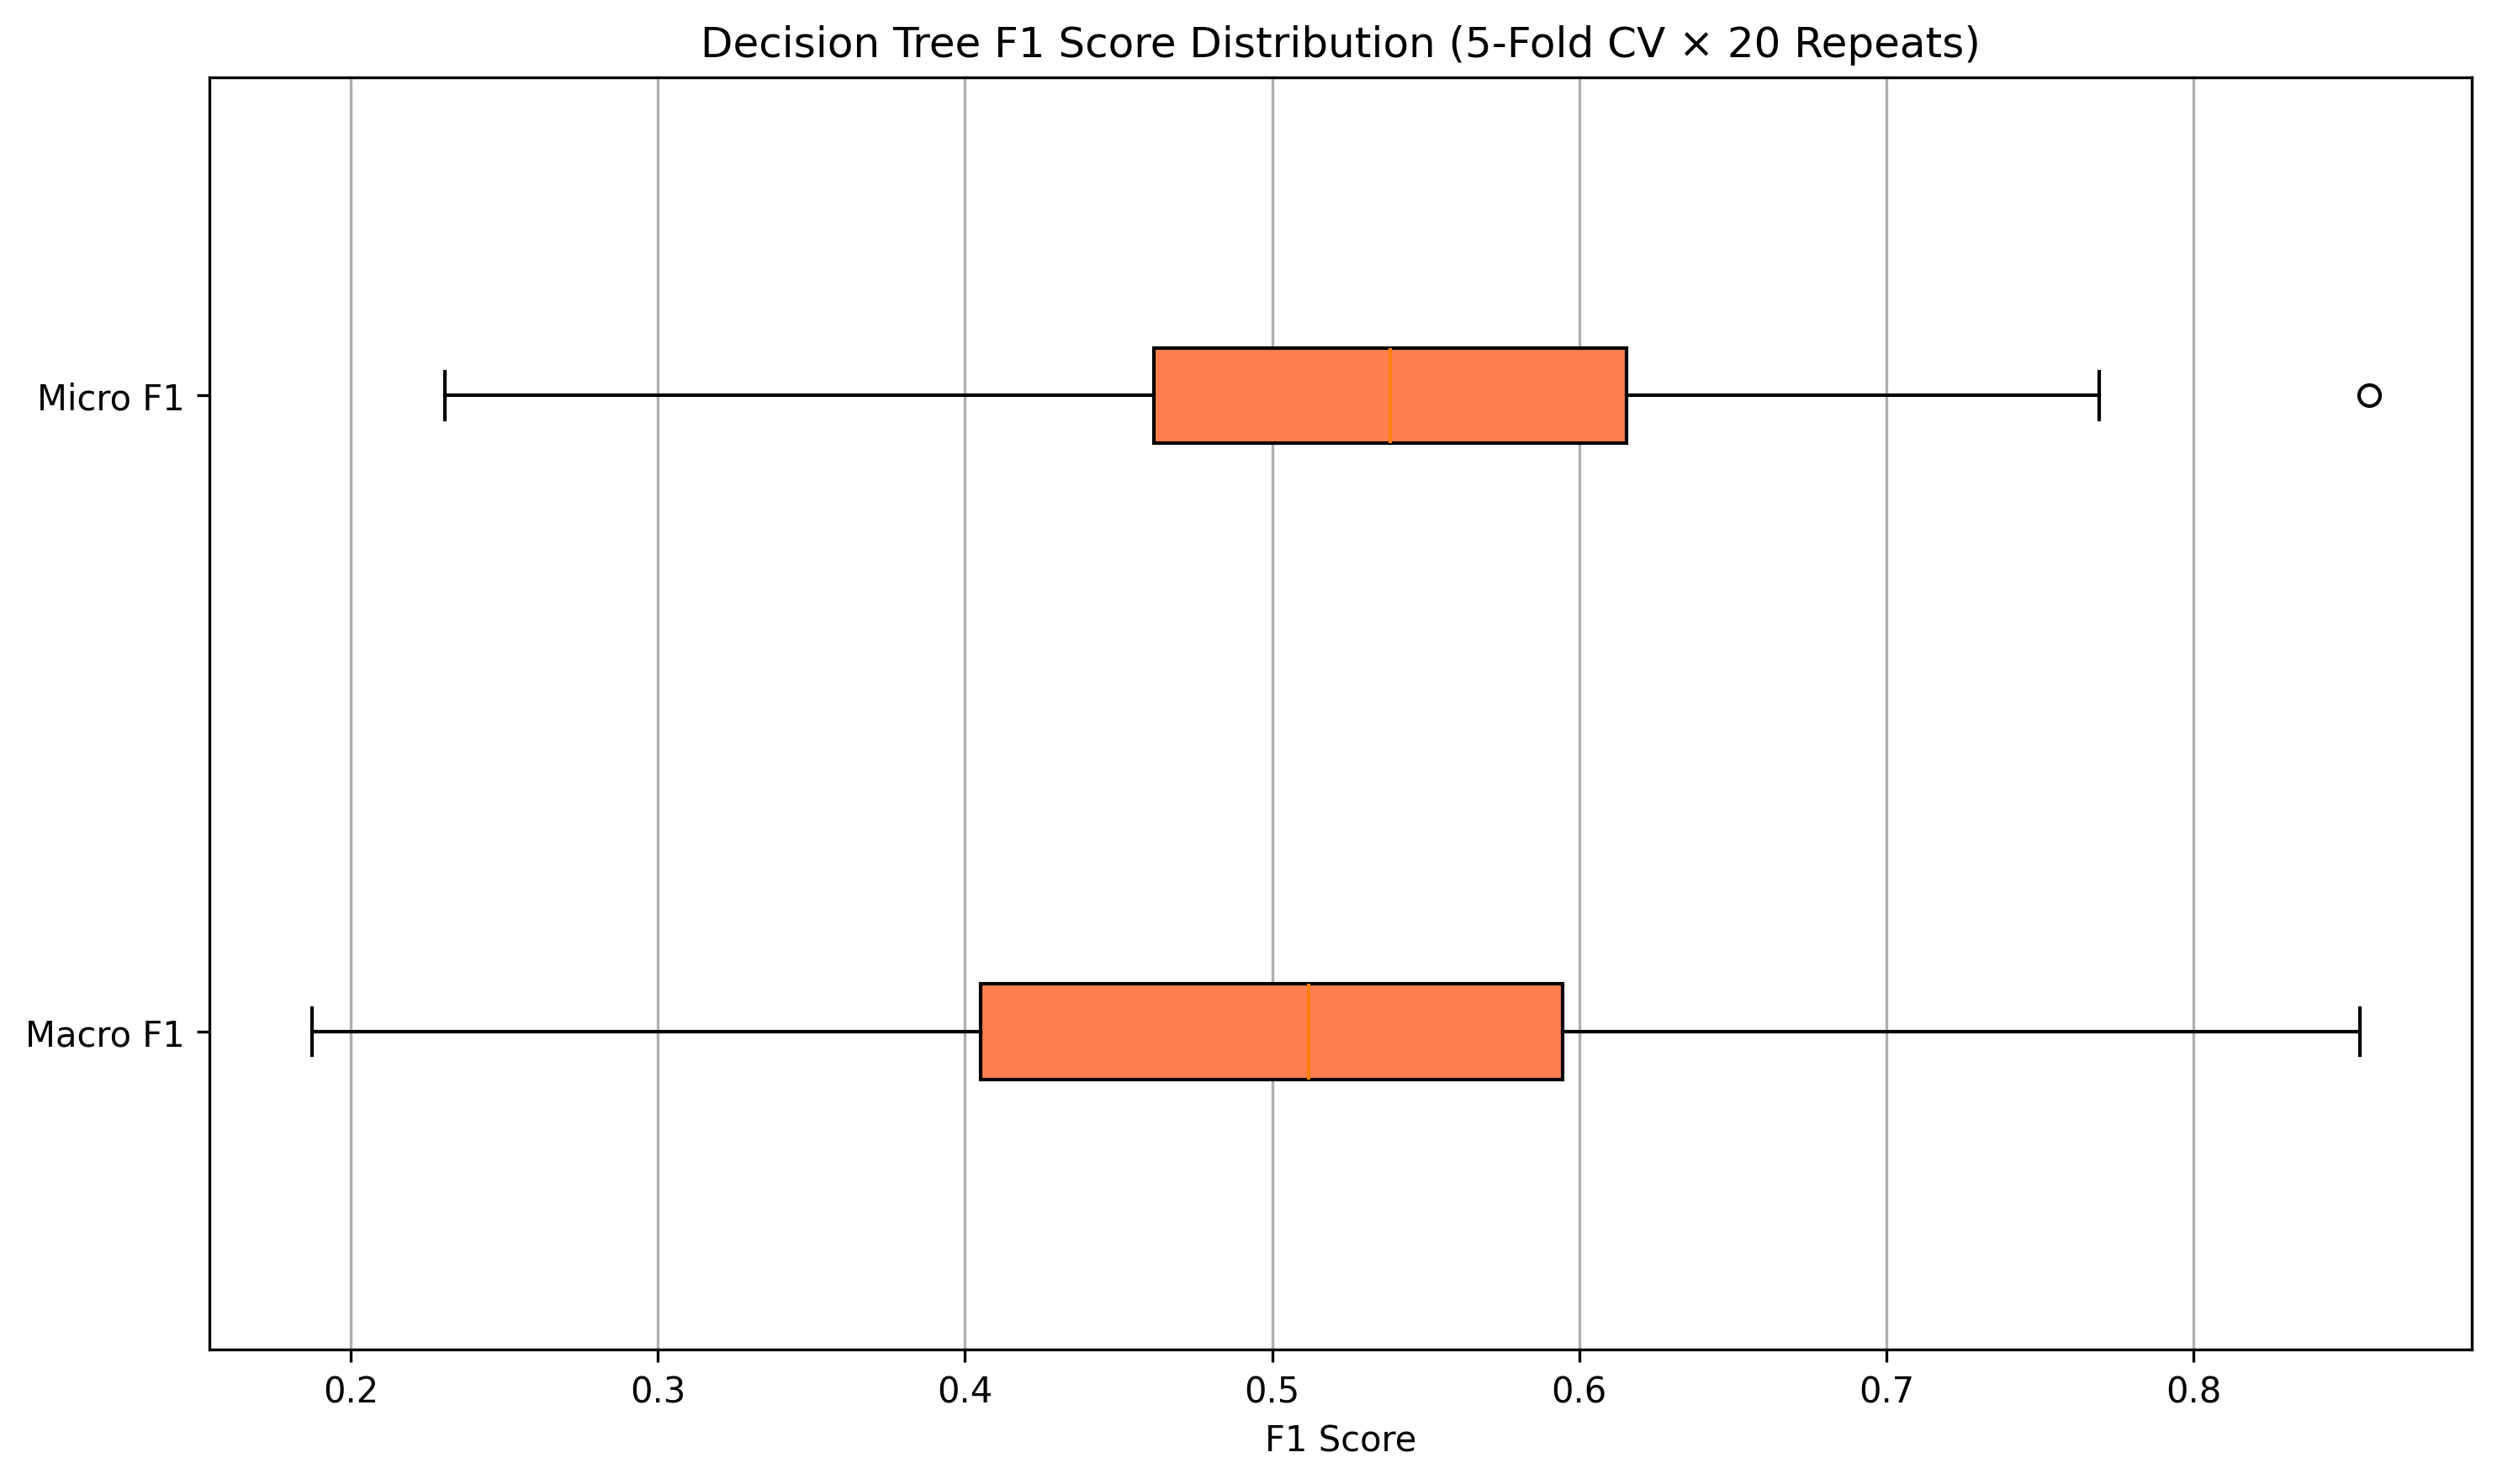 Decision Tree F1 Score Distribution (5-Fold CV × 20 Repeats)
Micro F1
Macro F1
0.2 0.3 0.4 0.5 0.6 0.7 0.8
F1 Score